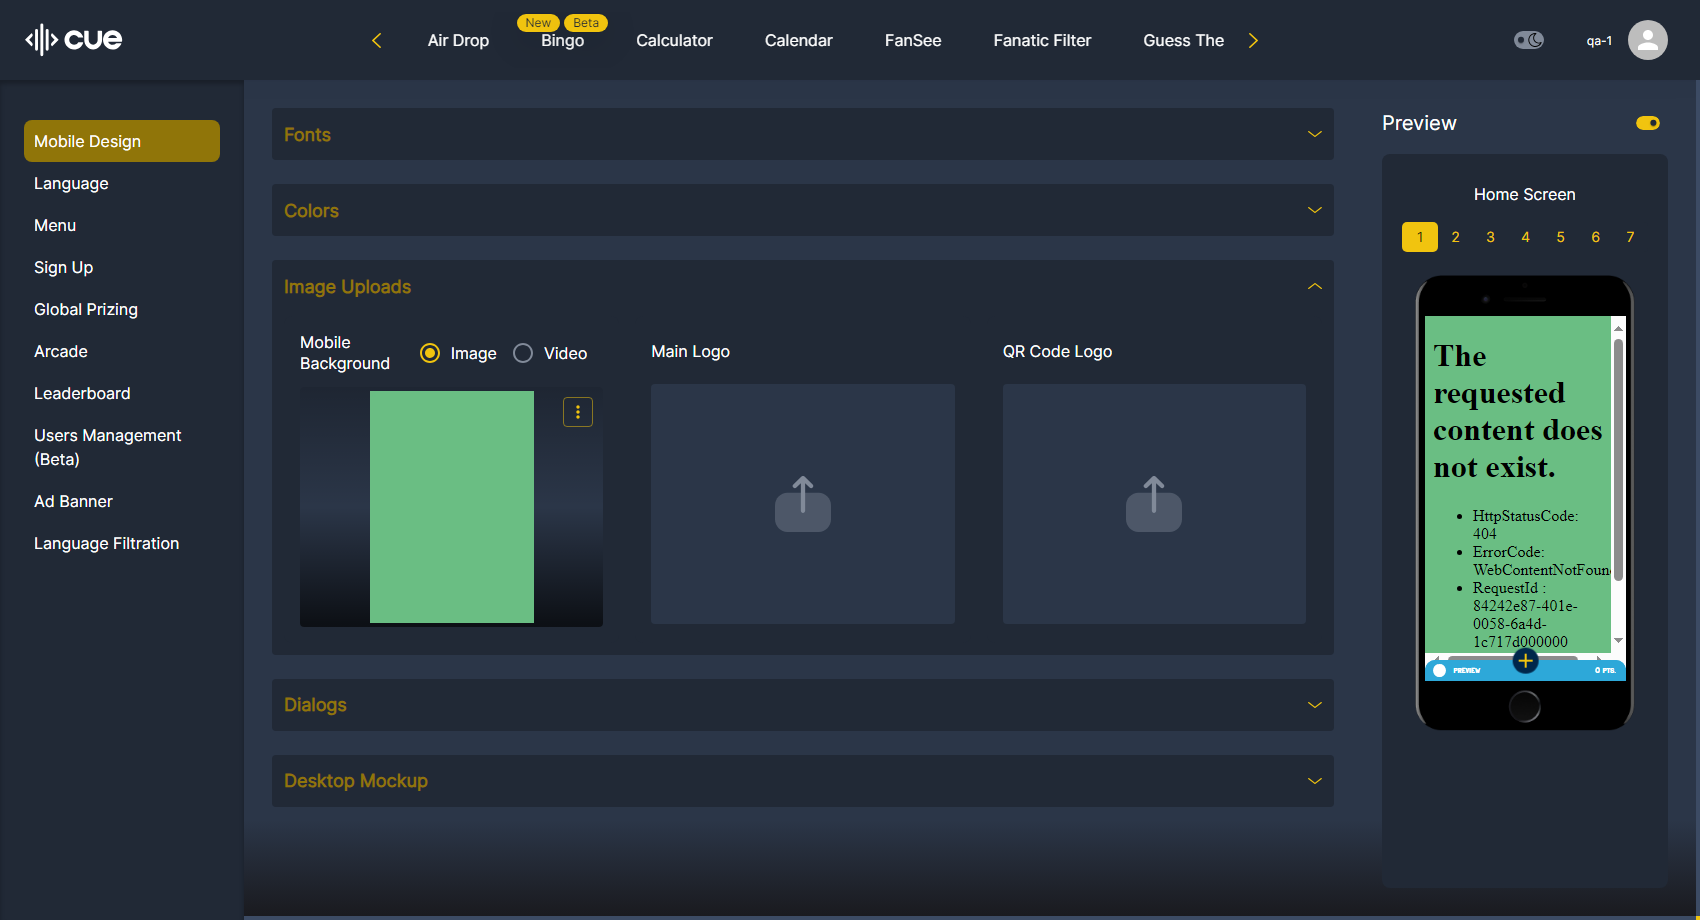 cue
Air Drop
New
Beta
Bingo
Calculator
Calendar
FanSee
Fanatic Filter
Guess The
qa-1
Mobile Design
Language
Menu
Sign Up
Global Prizing
Arcade
Leaderboard
Users Management
(Beta)
Ad Banner
Language Filtration
Fonts
Colors
Image Uploads
Mobile
Background
Image
Video
Main Logo
QR Code Logo
Dialogs
Desktop Mockup
Preview
Home Screen
1 2 3 4 5 6 7
The
requested
content does
not exist.
HttpStatusCode:
404
ErrorCode:
WebContentNotFoun
RequestId :
84242e87-401e-
0058-6a4d-
1c717d000000
PREVIEW
0 PTS.